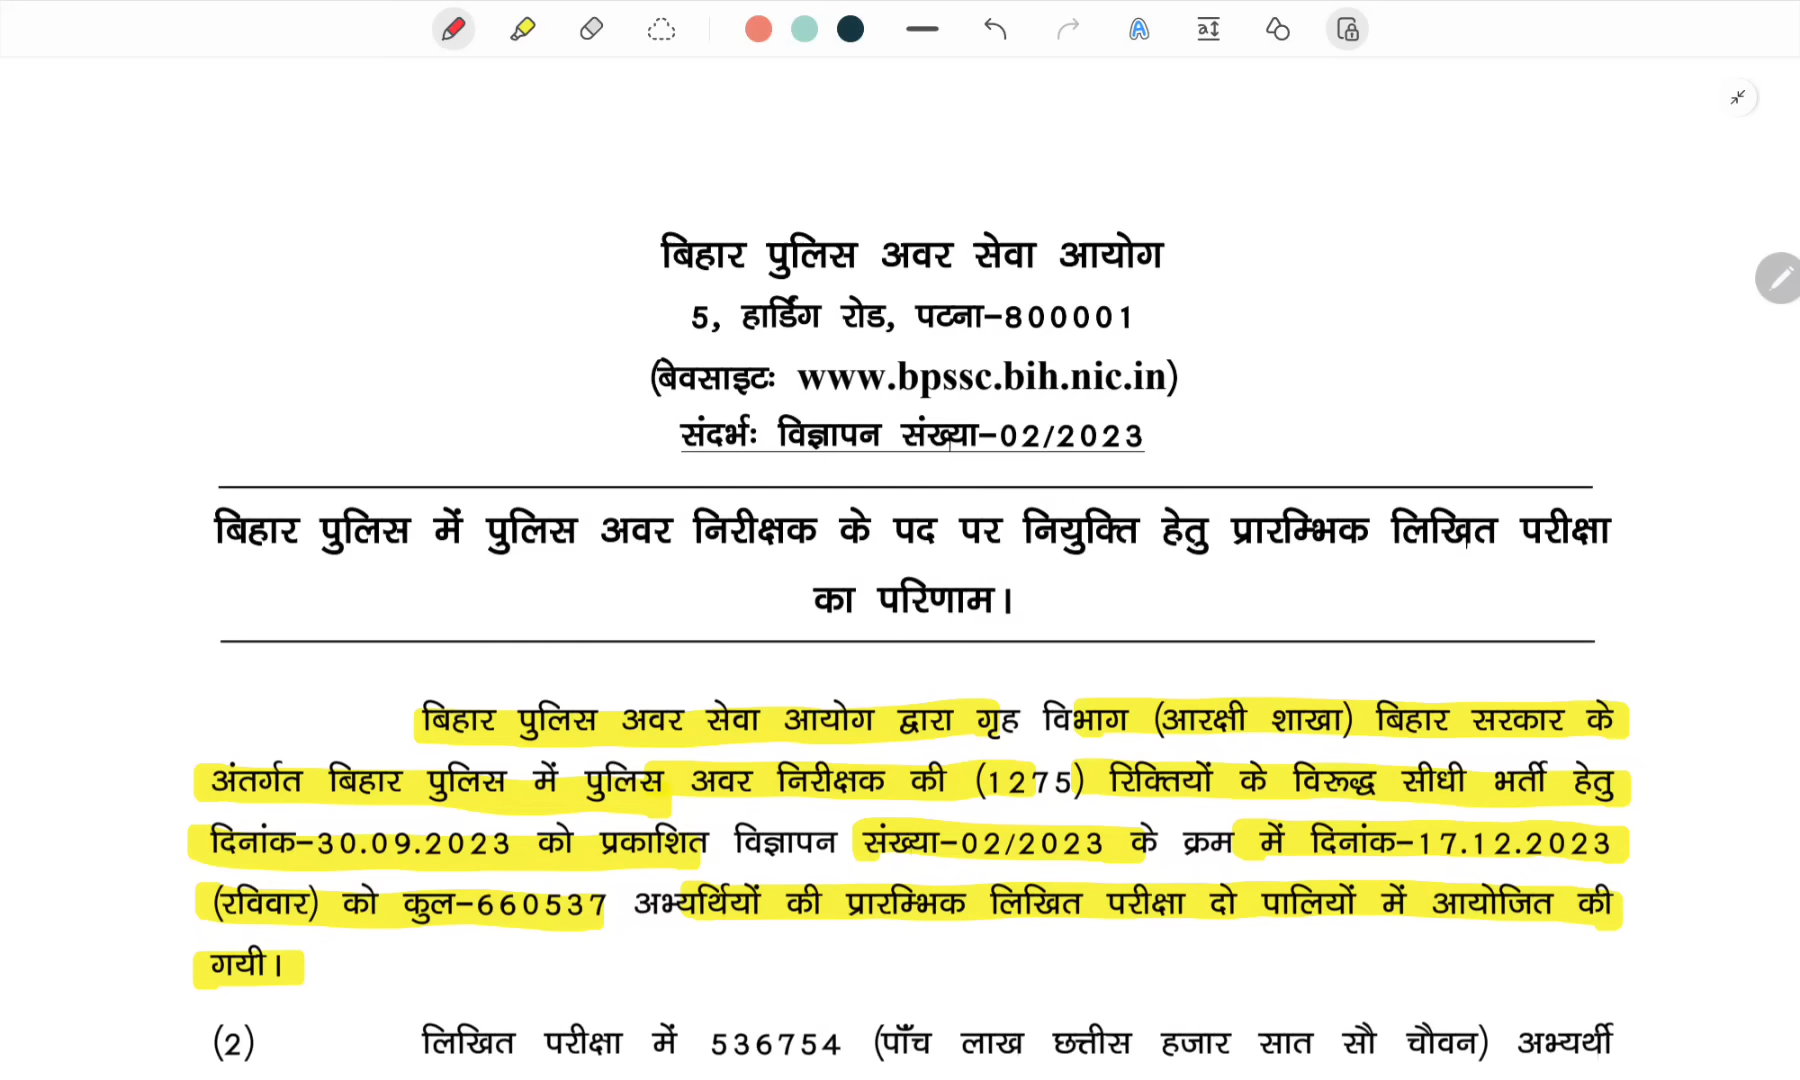 बिहार पुलिस अवर सेवा आयोग
5, हार्डिंग रोड, पटना–800001
(बेवसाइटः www.bpssc.bih.nic.in)
संदर्भः विज्ञापन संख्या–02/2023
बिहार पुलिस में पुलिस अवर निरीक्षक के पद पर नियुक्ति हेतु प्रारम्भिक लिखित परीक्षा
का परिणाम।
बिहार पुलिस अवर सेवा आयोग द्वारा गृह विभाग (आरक्षी शाखा) बिहार सरकार के
अंतर्गत बिहार पुलिस में पुलिस अवर निरीक्षक की (1275) रिक्तियों के विरूद्ध सीधी भर्ती हेतु
दिनांक–30.09.2023 को प्रकाशित विज्ञापन संख्या–02/2023 के क्रम में दिनांक–17.12.2023
(रविवार) को कुल–660537 अभ्यर्थियों की प्रारम्भिक लिखित परीक्षा दो पालियों में आयोजित की
गयी।
(2) लिखित परीक्षा में 536754 (पाँच लाख छत्तीस हजार सात सौ चौवन) अभ्यर्थी